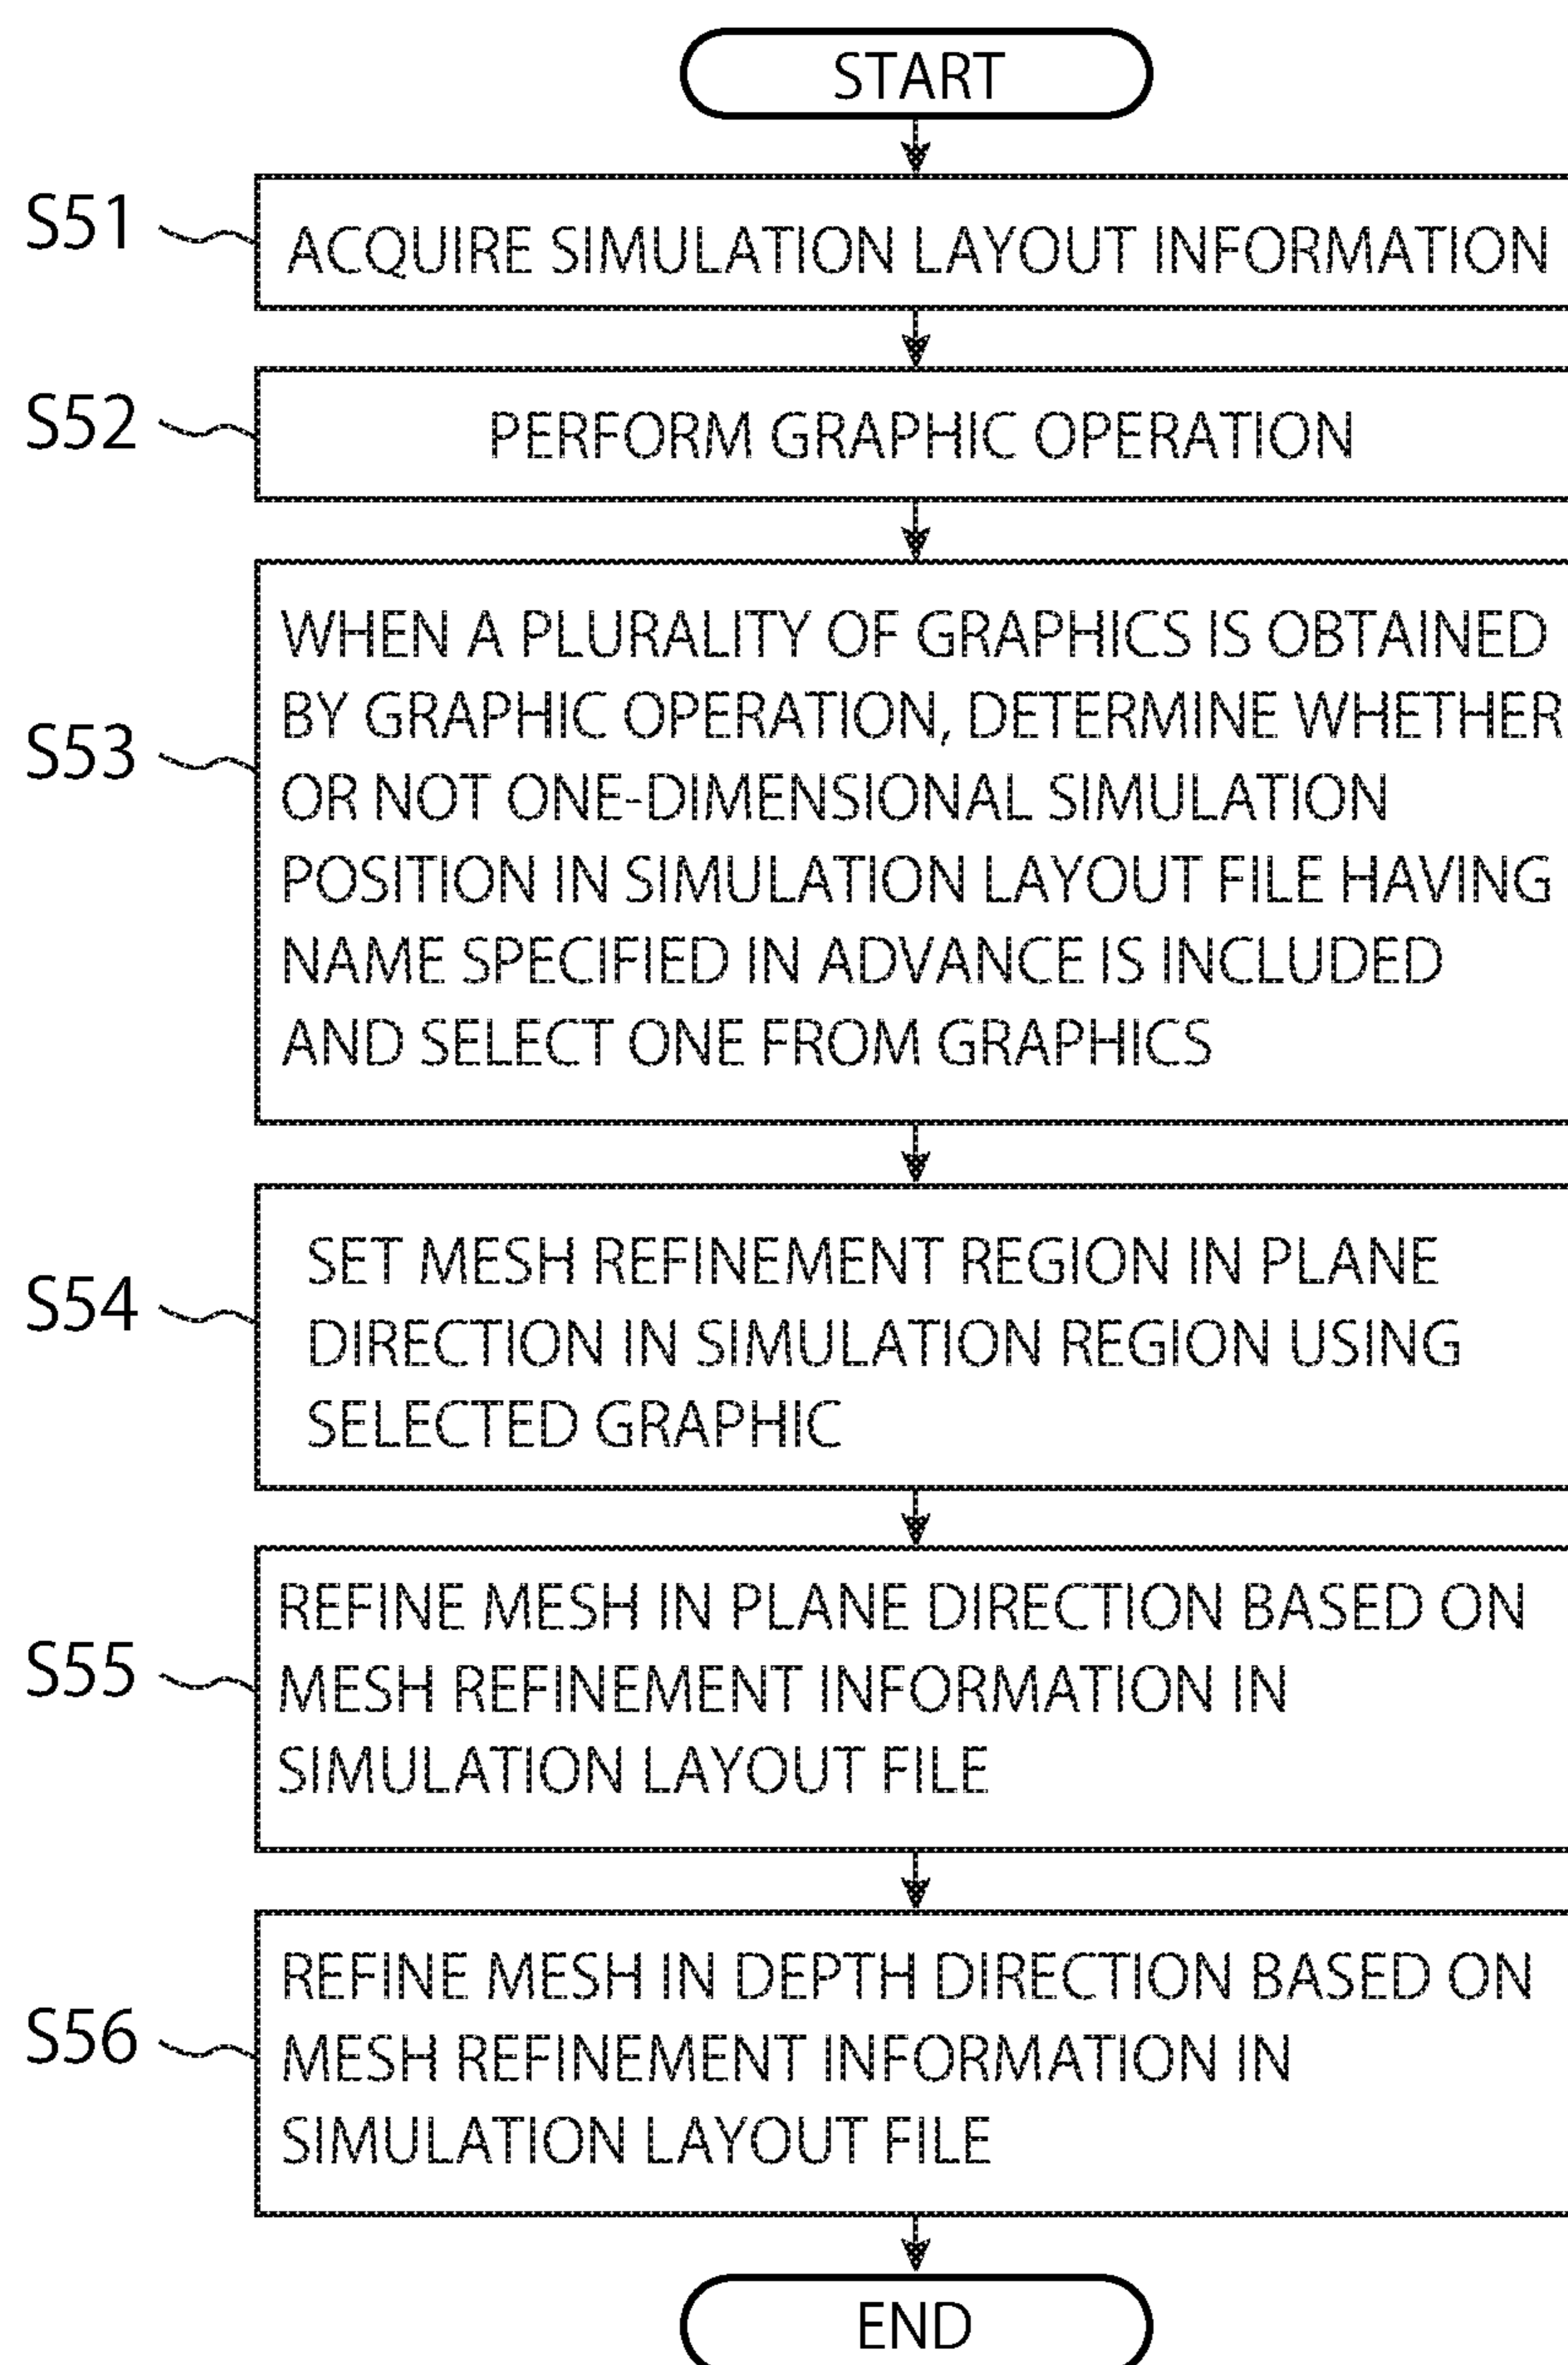 START
S51
ACQUIRE SIMULATION LAYOUT INFORMATION
S52
PERFORM GRAPHIC OPERATION
S53
WHEN A PLURALITY OF GRAPHICS IS OBTAINED
BY GRAPHIC OPERATION, DETERMINE WHETHER
OR NOT ONE-DIMENSIONAL SIMULATION
POSITION IN SIMULATION LAYOUT FILE HAVING
NAME SPECIFIED IN ADVANCE IS INCLUDED
AND SELECT ONE FROM GRAPHICS
S54
SET MESH REFINEMENT REGION IN PLANE
DIRECTION IN SIMULATION REGION USING
SELECTED GRAPHIC
S55
REFINE MESH IN PLANE DIRECTION BASED ON
MESH REFINEMENT INFORMATION IN
SIMULATION LAYOUT FILE
S56
REFINE MESH IN DEPTH DIRECTION BASED ON
MESH REFINEMENT INFORMATION IN
SIMULATION LAYOUT FILE
END